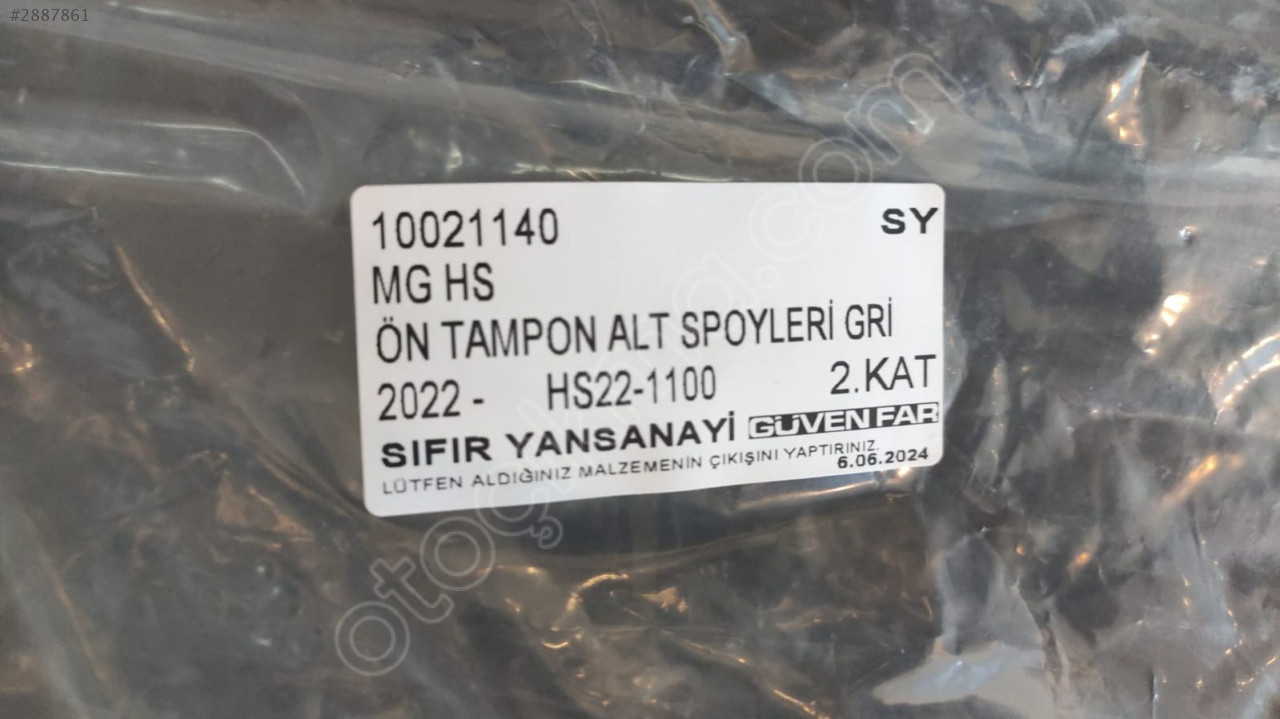 #2887861
10021140 SY
MG HS
ÖN TAMPON ALT SPOYLERİ GRİ
2022 - HS22-1100 2.KAT
SIFIR YANSANAYİ GÜVEN FAR
LÜTFEN ALDIĞINIZ MALZEMENİN ÇIKIŞINI YAPTIRINIZ.
6.06.2024